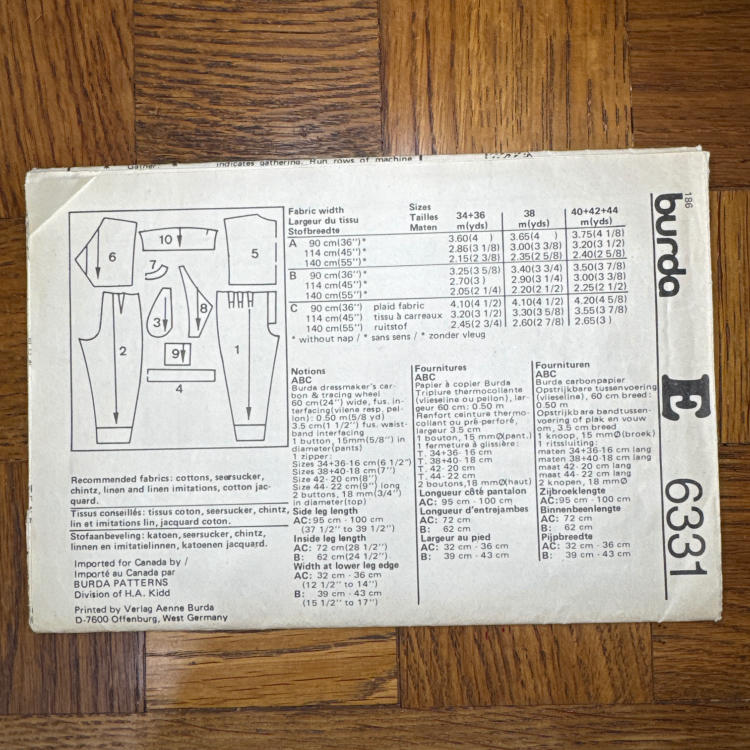 * Gather. * indicates gathering. Run rows of machine
186
burda
E
6331
6
10
5
7
8
3
2
9
1
4
Fabric width Sizes
Largeur du tissu Tailles 34+36 38 40+42+44
Stofbreedte Maten m(yds) m(yds) m(yds)
A 90 cm(36")* 3.60(4 ) 3.65(4 ) 3.75(4 1/8)
114 cm(45")* 2.86(3 1/8) 3.00(3 3/8) 3.20(3 1/2)
140 cm(55")* 2.15(2 3/8) 2.35(2 5/8) 2.40(2 5/8)
B 90 cm(36")* 3.25(3 5/8) 3.40(3 3/4) 3.50(3 7/8)
114 cm(45")* 2.70(3 ) 2.90(3 1/4) 3.00(3 3/8)
140 cm(55")* 2.05(2 1/4) 2.20(2 1/2) 2.25(2 1/2)
C 90 cm(36") plaid fabric 4.10(4 1/2) 4.10(4 1/2) 4.20(4 5/8)
114 cm(45") tissu à carreaux 3.20(3 1/2) 3.30(3 5/8) 3.55(3 7/8)
140 cm(55") ruitstof 2.45(2 3/4) 2.60(2 7/8) 2.65(3 )
* without nap / * sans sens / * zonder vleug
Recommended fabrics: cottons, seersucker,
chintz, linen and linen imitations, cotton jac-
quard.
Tissus conseillés: tissus coton, seersucker, chintz,
lin et imitations lin, jacquard coton.
Stofaanbeveling: katoen, seersucker, chintz,
linnen en imitatielinnen, katoenen jacquard.
Imported for Canada by /
Importé au Canada par
BURDA PATTERNS
Division of H.A. Kidd
Printed by Verlag Aenne Burda
D-7600 Offenburg, West Germany
Notions
ABC
Burda dressmaker's car-
bon & tracing wheel
60 cm(24") wide, fus. in-
terfacing(vilene resp. pel-
lon): 0.50 m(5/8 yd)
3.5 cm(1 1/2") fus. waist-
band interfacing
1 button, 15mm(5/8") in
diameter(pants)
1 zipper:
Sizes 34+36-16 cm(6 1/2")
Sizes 38+40-18 cm(7")
Size 42-20 cm(8")
Size 44-22 cm(9") long
2 buttons, 18 mm(3/4")
in diameter(top)
Side leg length
AC: 95 cm - 100 cm
(37 1/2" to 39 1/2")
Inside leg length
AC: 72 cm(28 1/2")
B: 62 cm(24 1/2")
Width at lower leg edge
AC: 32 cm - 36 cm
(12 1/2" to 14")
B: 39 cm - 43 cm
(15 1/2" to 17")
Fournitures
ABC
Papier à copier Burda
Triplure thermocollante
(vlieseline ou pellon), lar-
geur 60 cm: 0.50 m
Renfort ceinture thermo-
collant ou pré-perforé,
largeur 3.5 cm
1 bouton, 15 mmØ(pant.)
1 fermeture à glissière:
T. 34+36- 16 cm
T. 38+40- 18 cm
T. 42- 20 cm
T. 44- 22 cm
2 boutons, 18 mmØ(haut)
Longueur côté pantalon
AC: 95 cm - 100 cm
Longueur d'entrejambes
AC: 72 cm
B: 62 cm
Largeur au pied
AC: 32 cm - 36 cm
B: 39 cm - 43 cm
Fournituren
ABC
Burda carbonpapier
Opstrijkbare tussenvoering
(vlieseline), 60 cm breed:
0.50 m
Opstrijkbare bandtussen-
voering of plak en vouw
om, 3.5 cm breed
1 knoop, 15 mmØ(broek)
1 ritssluiting:
maten 34+36-16 cm lang
maten 38+40-18 cm lang
maat 42-20 cm lang
maat 44-22 cm lang
2 knopen, 18 mmØ
Zijbroeklengte
AC: 95 cm - 100 cm
Binnenbeenlengte
AC: 72 cm
B: 62 cm
Pijpbreedte
AC: 32 cm - 36 cm
B: 39 cm - 43 cm